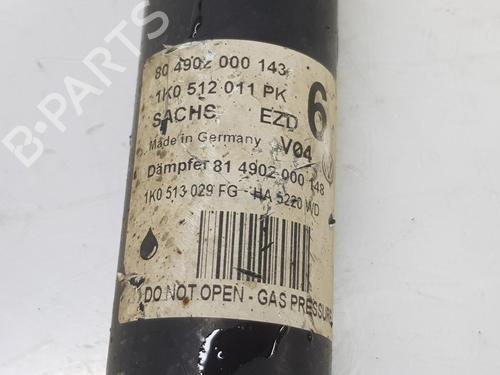 80 4902 000 143
1K0 512 011 PK
6
SACHS EZD
Made in Germany V04
Dämpfer 81 4902 000 148
1K0 513 029 FG - HA 5220 WD
DO NOT OPEN - GAS PRESSURE
B-PARTS